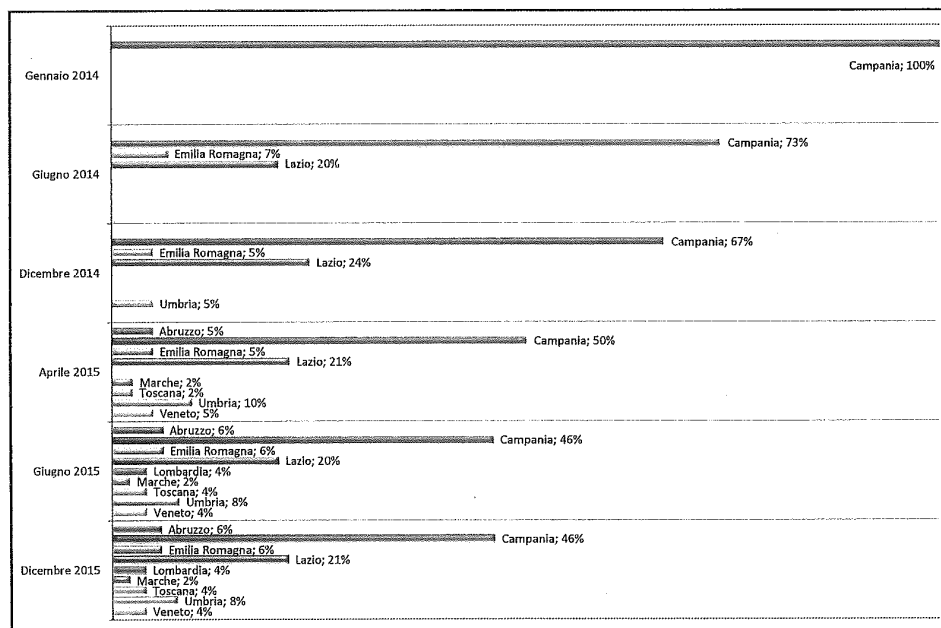 Gennaio 2014
Campania; 100%
Giugno 2014
Campania; 73%
Emilia Romagna; 7%
Lazio; 20%
Dicembre 2014
Campania; 67%
Emilia Romagna; 5%
Lazio; 24%
Umbria; 5%
Aprile 2015
Abruzzo; 5%
Campania; 50%
Emilia Romagna; 5%
Lazio; 21%
Marche; 2%
Toscana; 2%
Umbria; 10%
Veneto; 5%
Giugno 2015
Abruzzo; 6%
Campania; 46%
Emilia Romagna; 6%
Lazio; 20%
Lombardia; 4%
Marche; 2%
Toscana; 4%
Umbria; 8%
Veneto; 4%
Dicembre 2015
Abruzzo; 6%
Campania; 46%
Emilia Romagna; 6%
Lazio; 21%
Lombardia; 4%
Marche; 2%
Toscana; 4%
Umbria; 8%
Veneto; 4%